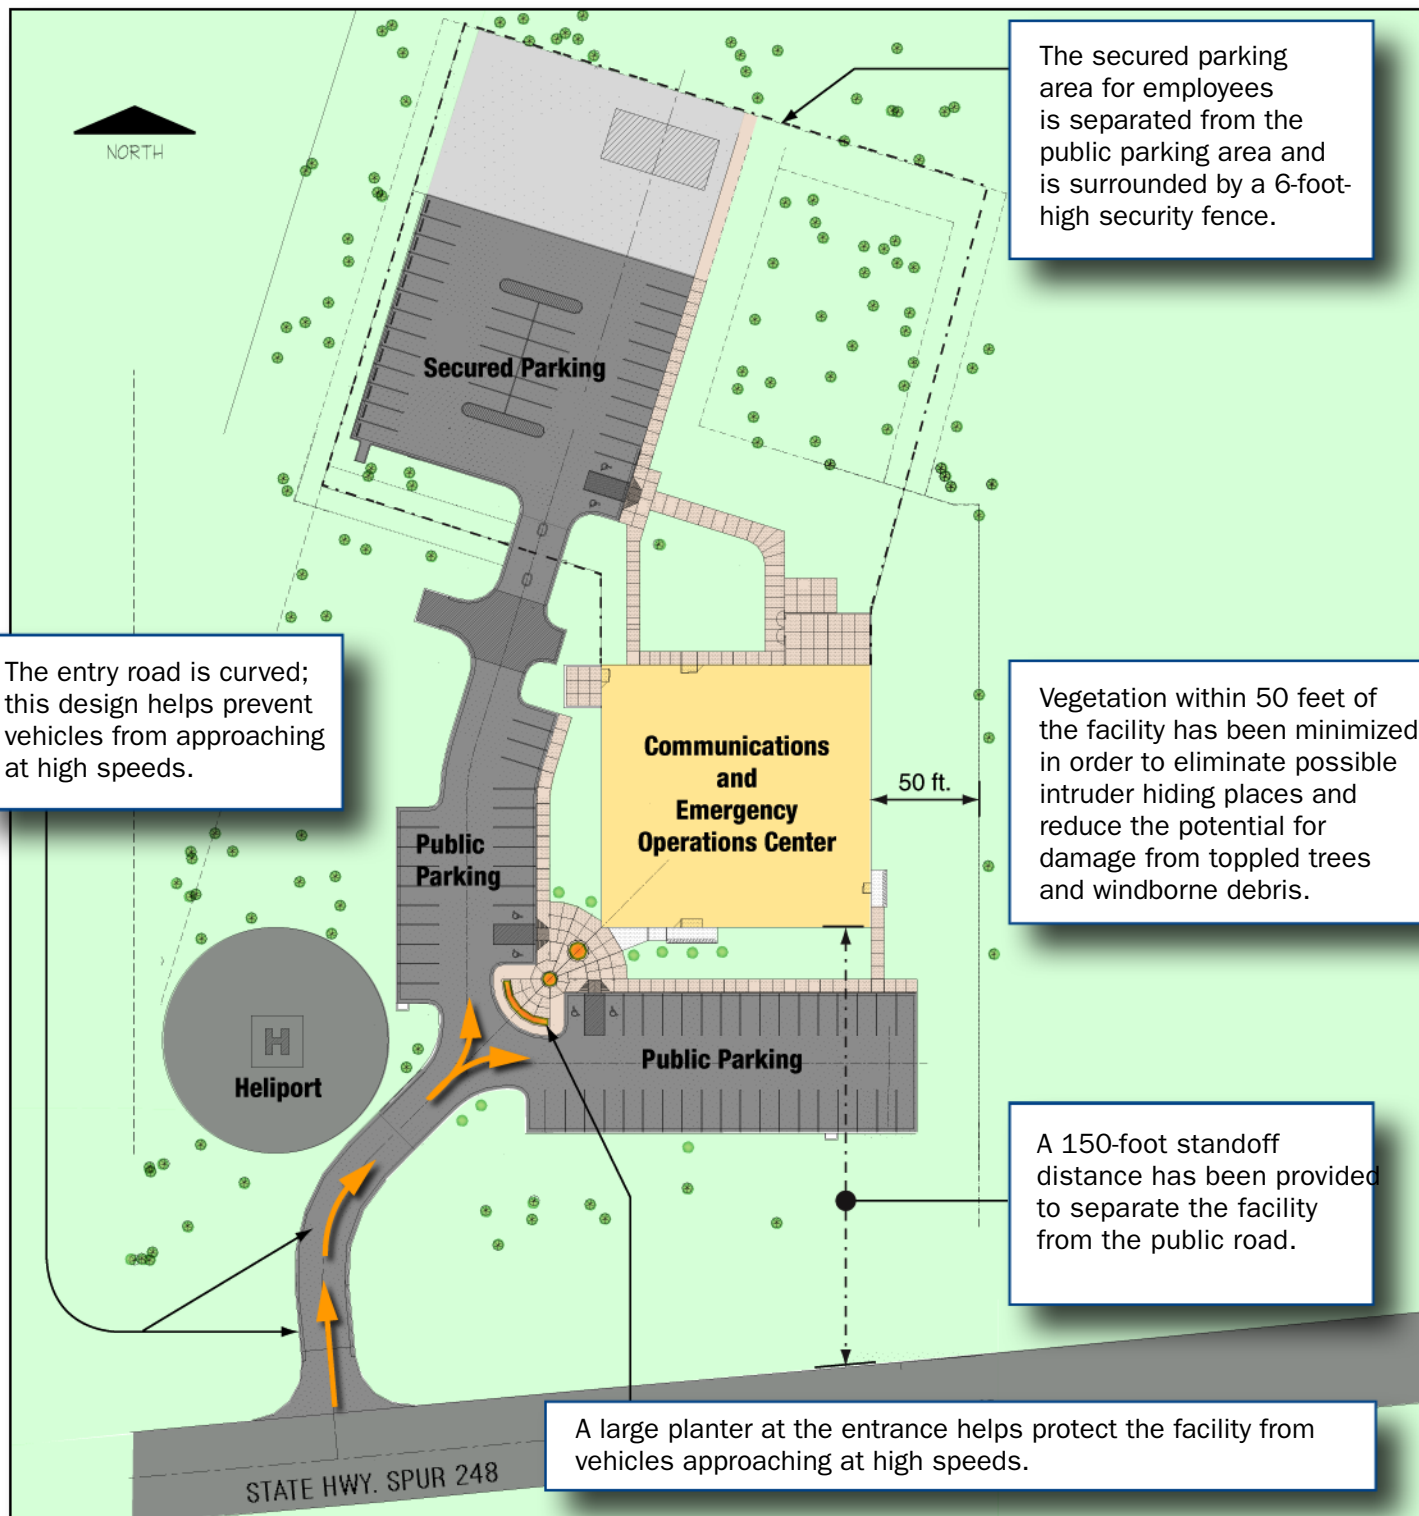 The secured parking
area for employees
is separated from the
public parking area and
is surrounded by a 6-foot-
high security fence.
NORTH
Secured Parking
The entry road is curved;
this design helps prevent
vehicles from approaching
at high speeds.
Communications
and
Emergency
Operations Center
50 ft.
Vegetation within 50 feet of
the facility has been minimized
in order to eliminate possible
intruder hiding places and
reduce the potential for
damage from toppled trees
and windborne debris.
Public
Parking
H
Heliport
Public Parking
A 150-foot standoff
distance has been provided
to separate the facility
from the public road.
A large planter at the entrance helps protect the facility from
vehicles approaching at high speeds.
STATE HWY. SPUR 248